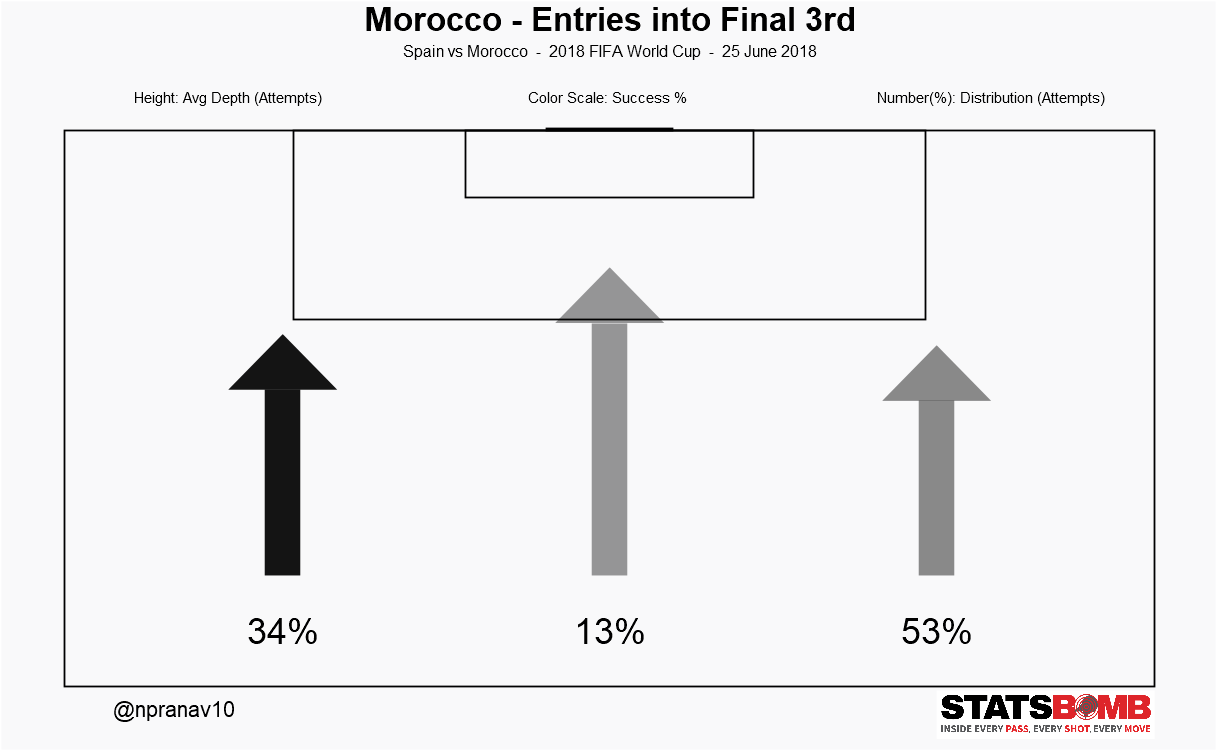 Morocco - Entries into Final 3rd
Spain vs Morocco - 2018 FIFA World Cup - 25 June 2018
Height: Avg Depth (Attempts) Color Scale: Success % Number(%): Distribution (Attempts)
34% 13% 53%
@npranav10
STATSBOMB
INSIDE EVERY PASS, EVERY SHOT, EVERY MOVE